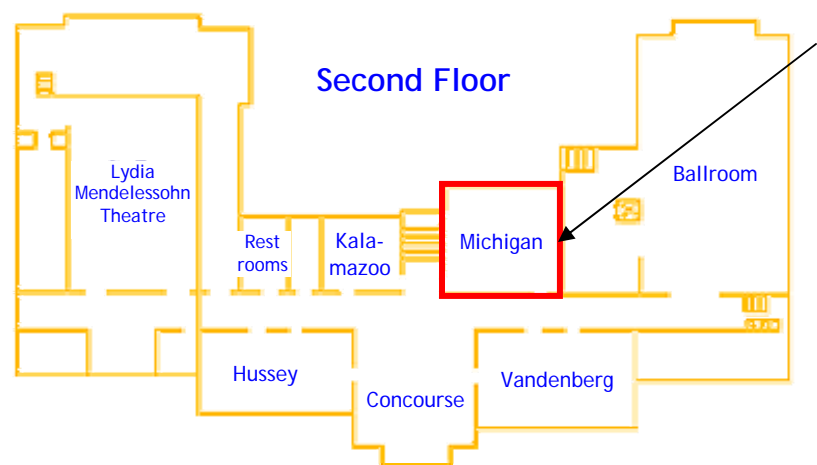 Second Floor
Lydia
Mendelessohn
Theatre
Ballroom
Rest
rooms
Kala-
mazoo
Michigan
Hussey
Concourse
Vandenberg